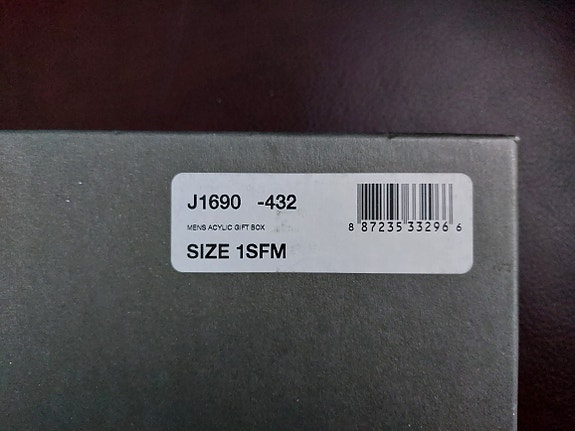 J1690 -432
MENS ACYLIC GIFT BOX
SIZE 1SFM
8 87235 33296 6